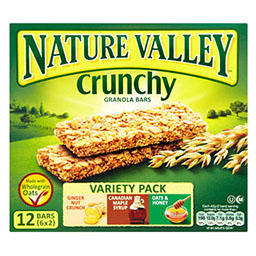 NATURE VALLEY
Crunchy
GRANOLA BARS
Made with
Wholegrain
Oats
VARIETY PACK
12 BARS
(6x2)
GINGER
NUT
CRUNCH
CANADIAN
MAPLE
SYRUP
OATS &
HONEY